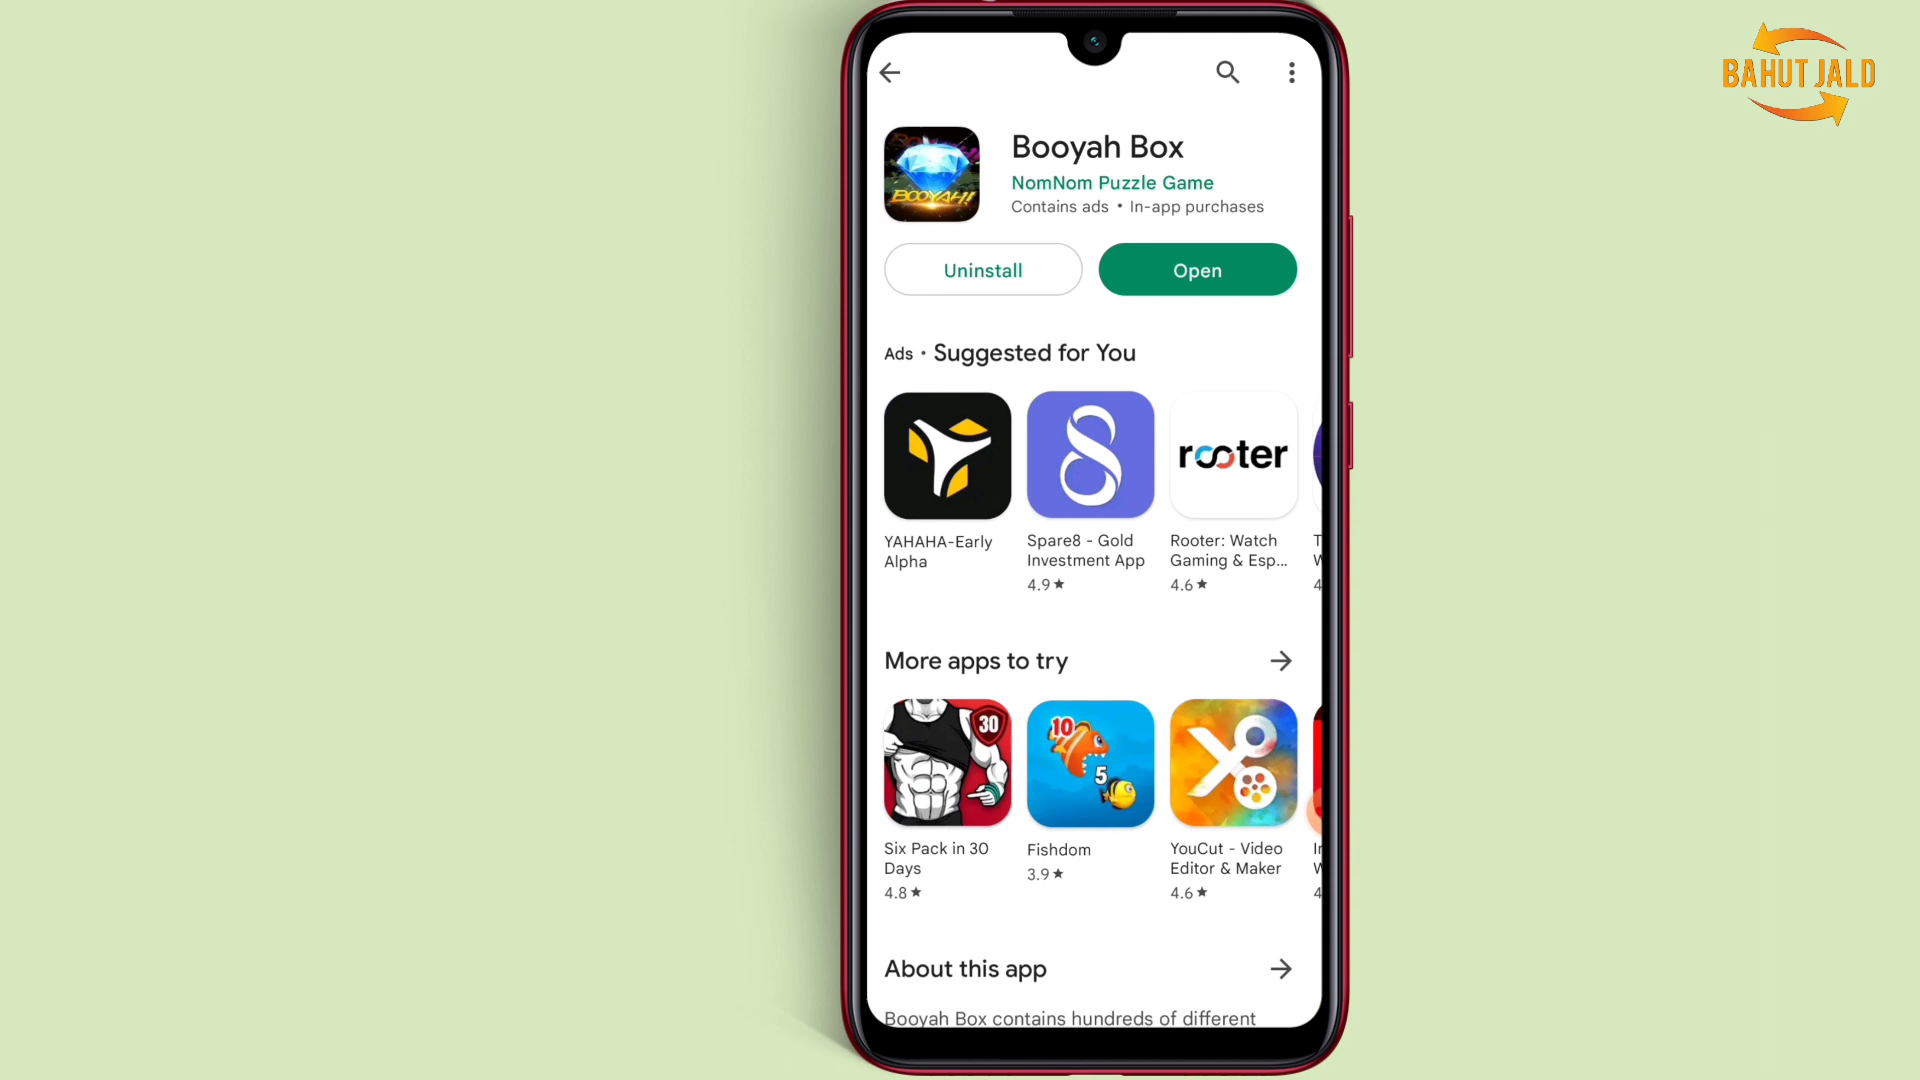 BAHUT JALD
Booyah Box
NomNom Puzzle Game
Contains ads • In-app purchases
BOOYAH!
Uninstall
Open
Ads • Suggested for You
rooter
YAHAHA-Early
Alpha
Spare8 - Gold
Investment App
4.9★
Rooter: Watch
Gaming & Esp...
4.6★
More apps to try
30
10
5
Six Pack in 30
Days
4.8★
Fishdom
3.9★
YouCut - Video
Editor & Maker
4.6★
About this app
Booyah Box contains hundreds of different